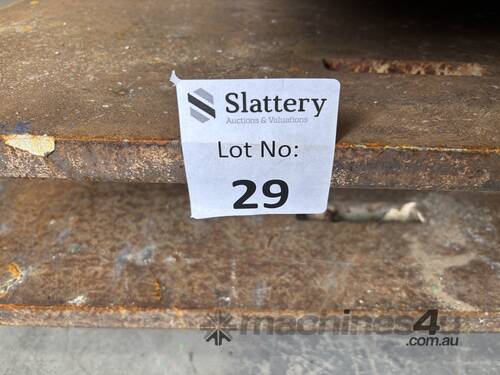 Slattery
Auctions & Valuations
Lot No:
29
machines4u
.com.au